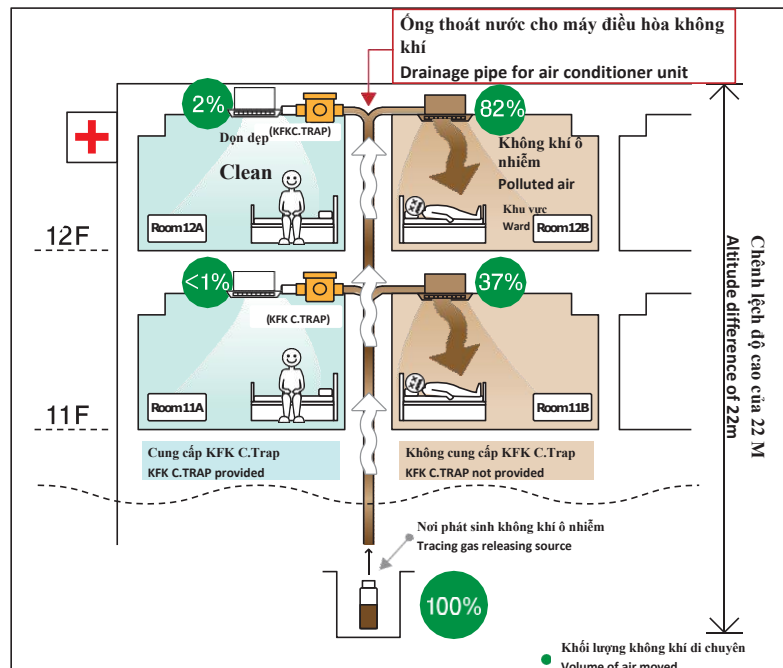 Ống thoát nước cho máy điều hòa không
khí
Drainage pipe for air conditioner unit
2%
(KFKC.TRAP)
82%
Dọn dẹp
Clean
Không khí ô
nhiễm
Polluted air
Khu vực
Ward
Room12A
Room12B
12F
<1%
(KFK C.TRAP)
37%
Room11A
Room11B
11F
Cung cấp KFK C.Trap
KFK C.TRAP provided
Không cung cấp KFK C.Trap
KFK C.TRAP not provided
Chênh lệch độ cao của 22 M
Altitude difference of 22m
Nơi phát sinh không khí ô nhiễm
Tracing gas releasing source
100%
Khối lượng không khí di chuyên
Volume of air moved